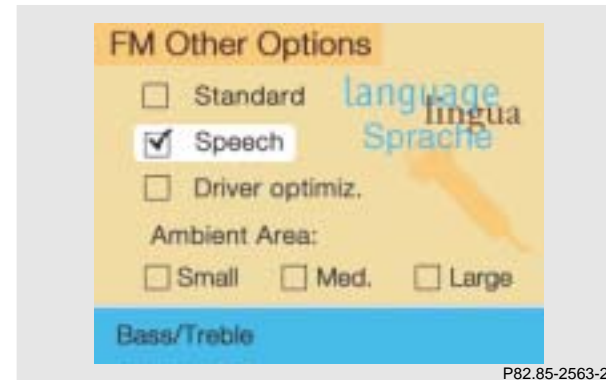 FM Other Options
Standard
language
lingua
Speech
Sprache
Driver optimiz.
Ambient Area:
Small Med. Large
Bass/Treble
P82.85-2563-2